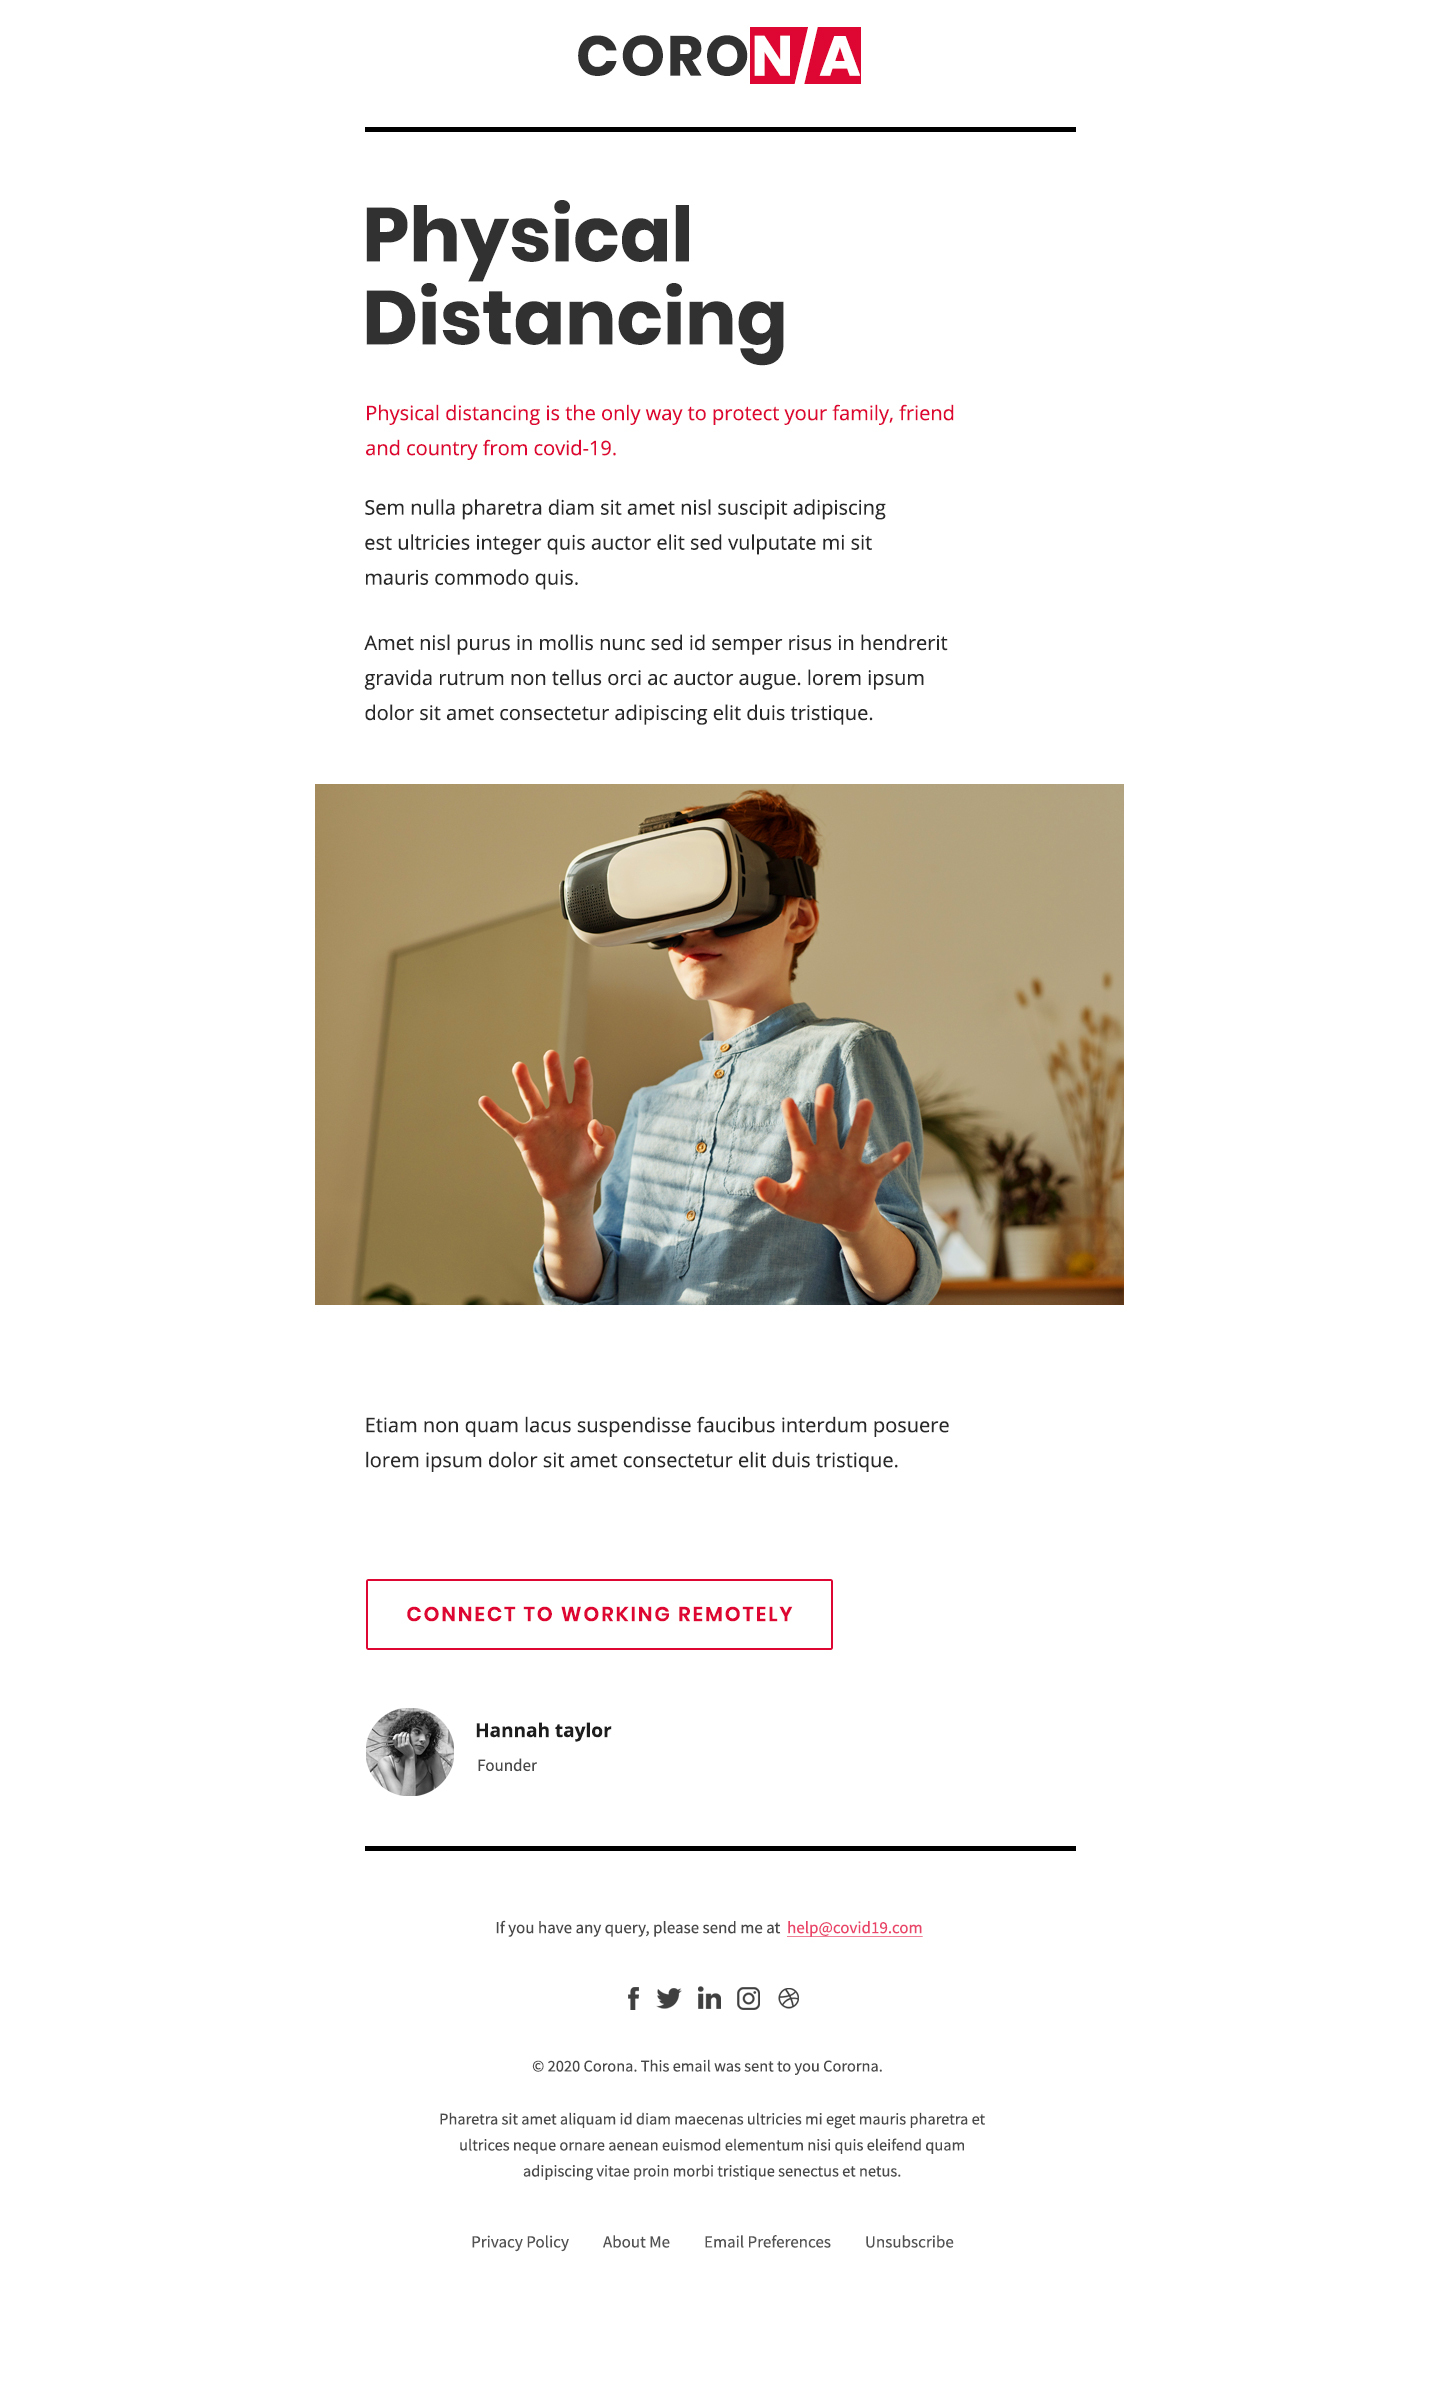 CORON/A
Physical
Distancing
Physical distancing is the only way to protect your family, friend
and country from covid-19.
Sem nulla pharetra diam sit amet nisl suscipit adipiscing
est ultricies integer quis auctor elit sed vulputate mi sit
mauris commodo quis.
Amet nisl purus in mollis nunc sed id semper risus in hendrerit
gravida rutrum non tellus orci ac auctor augue. lorem ipsum
dolor sit amet consectetur adipiscing elit duis tristique.
Etiam non quam lacus suspendisse faucibus interdum posuere
lorem ipsum dolor sit amet consectetur elit duis tristique.
CONNECT TO WORKING REMOTELY
Hannah taylor
Founder
If you have any query, please send me at help@covid19.com
© 2020 Corona. This email was sent to you Cororna.
Pharetra sit amet aliquam id diam maecenas ultricies mi eget mauris pharetra et
ultrices neque ornare aenean euismod elementum nisi quis eleifend quam
adipiscing vitae proin morbi tristique senectus et netus.
Privacy Policy About Me Email Preferences Unsubscribe